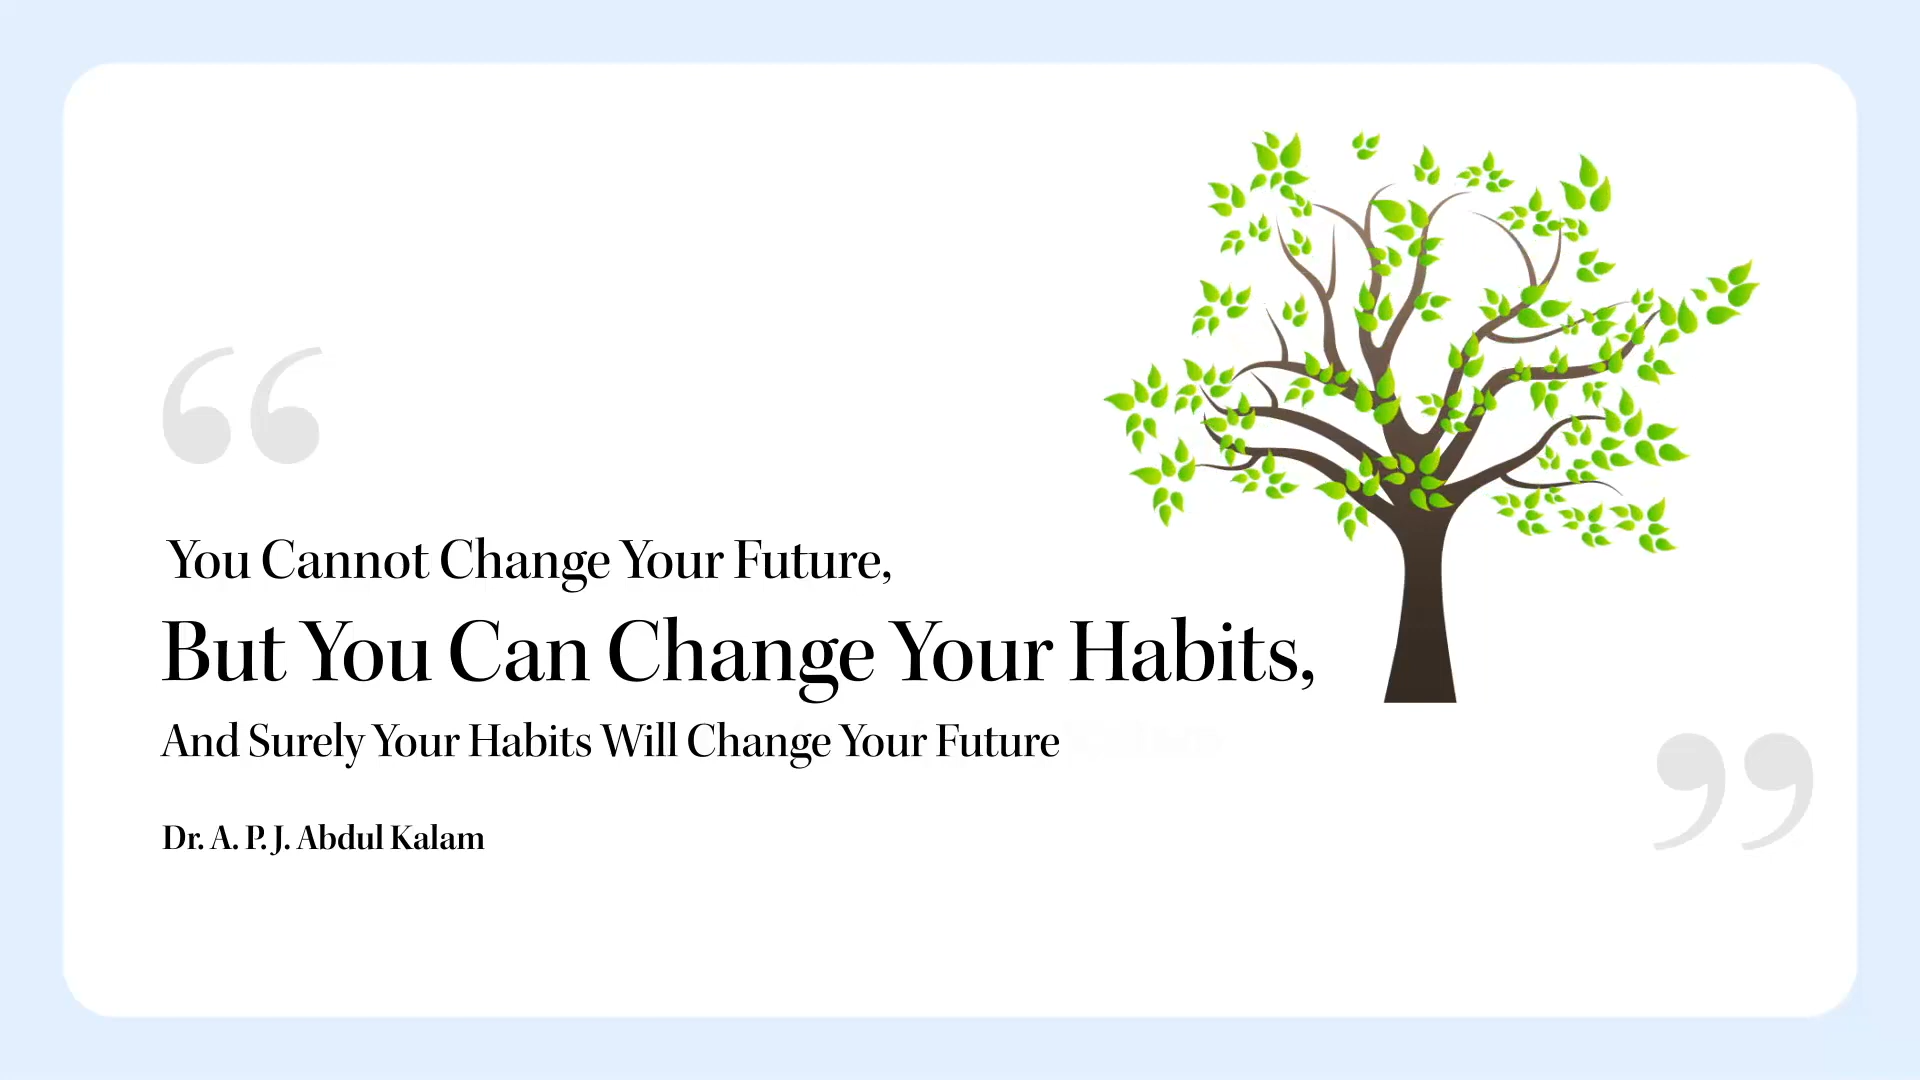 “
You Cannot Change Your Future,
But You Can Change Your Habits,
And Surely Your Habits Will Change Your Future
”
Dr. A. P. J. Abdul Kalam